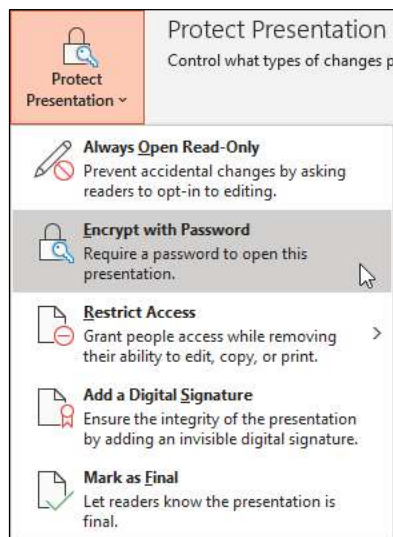 Protect Presentation
Control what types of changes p
Protect
Presentation
Always Open Read-Only
Prevent accidental changes by asking
readers to opt-in to editing.
Encrypt with Password
Require a password to open this
presentation.
Restrict Access
Grant people access while removing
their ability to edit, copy, or print.
Add a Digital Signature
Ensure the integrity of the presentation
by adding an invisible digital signature.
Mark as Final
Let readers know the presentation is
final.